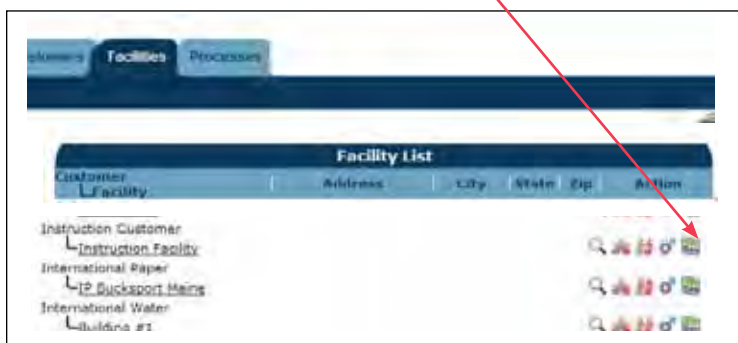 Facilities Processes
Facility List
Customer Address City State Zip Action
Facility
Instruction Customer
Instruction Facility
International Paper
IP Bucksport Maine
International Water
Building #1